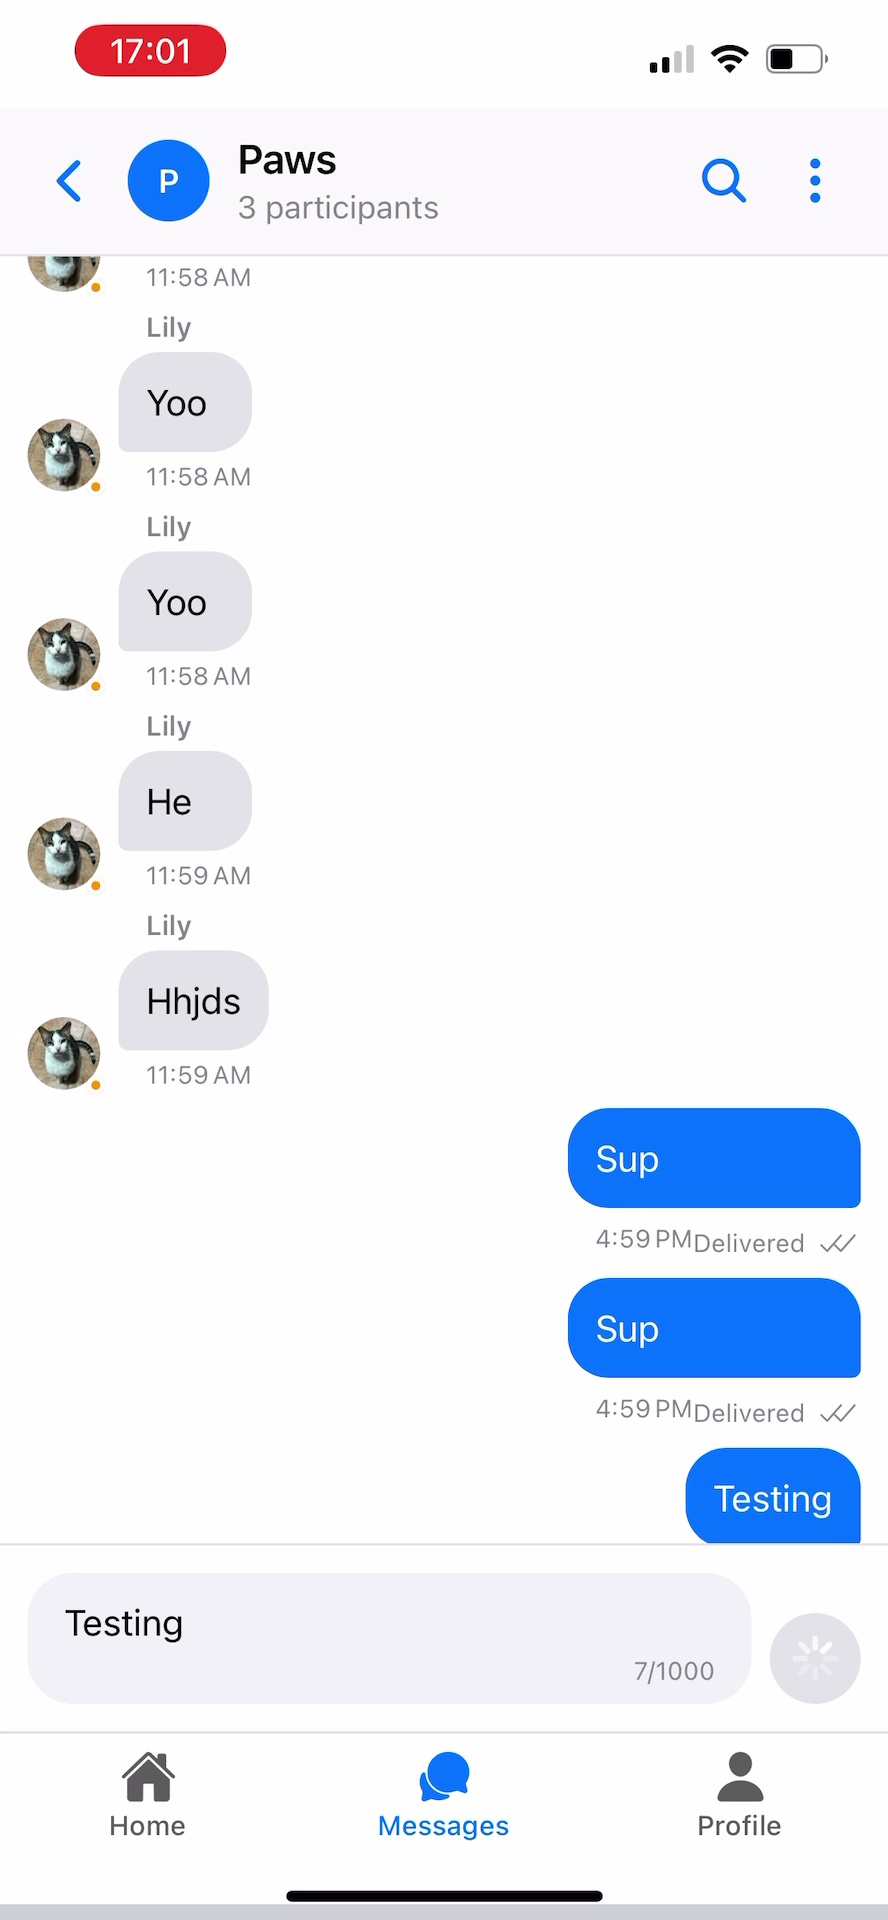 17:01
P
Paws
3 participants
11:58 AM
Lily
Yoo
11:58 AM
Lily
Yoo
11:58 AM
Lily
He
11:59 AM
Lily
Hhjds
11:59 AM
Sup
4:59 PM Delivered
Sup
4:59 PM Delivered
Testing
Testing
7/1000
Home Messages Profile